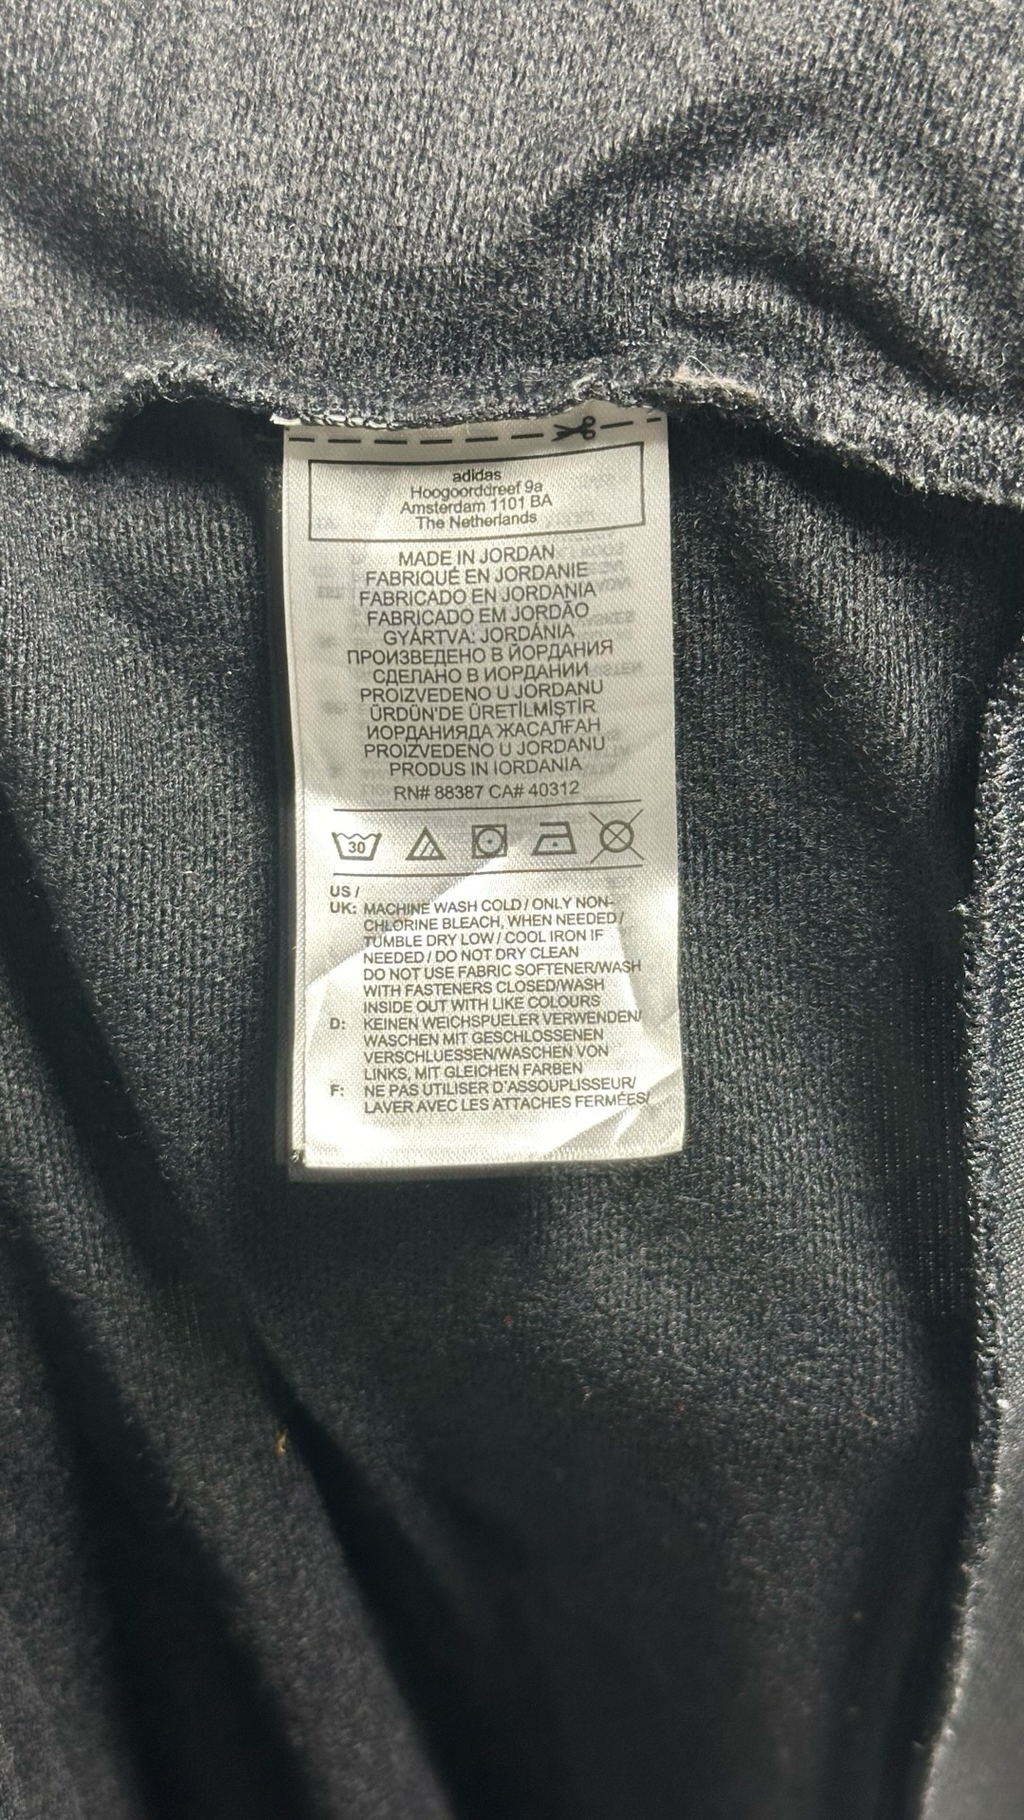 adidas
Hoogoorddreef 9a
Amsterdam 1101 BA
The Netherlands
MADE IN JORDAN
FABRIQUÉ EN JORDANIE
FABRICADO EN JORDANIA
FABRICADO EM JORDÃO
GYÁRTVA: JORDÁNIA
ПРОИЗВЕДЕНО В ЙОРДАНИЯ
СДЕЛАНО В ИОРДАНИИ
PROIZVEDENO U JORDANU
ÜRDÜN'DE ÜRETİLMİŞTİR
ИОРДАНИЯДА ЖАСАЛҒАН
PROIZVEDENO U JORDANU
PRODUS IN IORDANIA
RN# 88387 CA# 40312
30
US /
UK: MACHINE WASH COLD / ONLY NON-
CHLORINE BLEACH, WHEN NEEDED /
TUMBLE DRY LOW / COOL IRON IF
NEEDED / DO NOT DRY CLEAN
DO NOT USE FABRIC SOFTENER/WASH
WITH FASTENERS CLOSED/WASH
INSIDE OUT WITH LIKE COLOURS
D: KEINEN WEICHSPUELER VERWENDEN/
WASCHEN MIT GESCHLOSSENEN
VERSCHLUESSEN/WASCHEN VON
LINKS, MIT GLEICHEN FARBEN
F: NE PAS UTILISER D'ASSOUPLISSEUR/
LAVER AVEC LES ATTACHES FERMÉES/